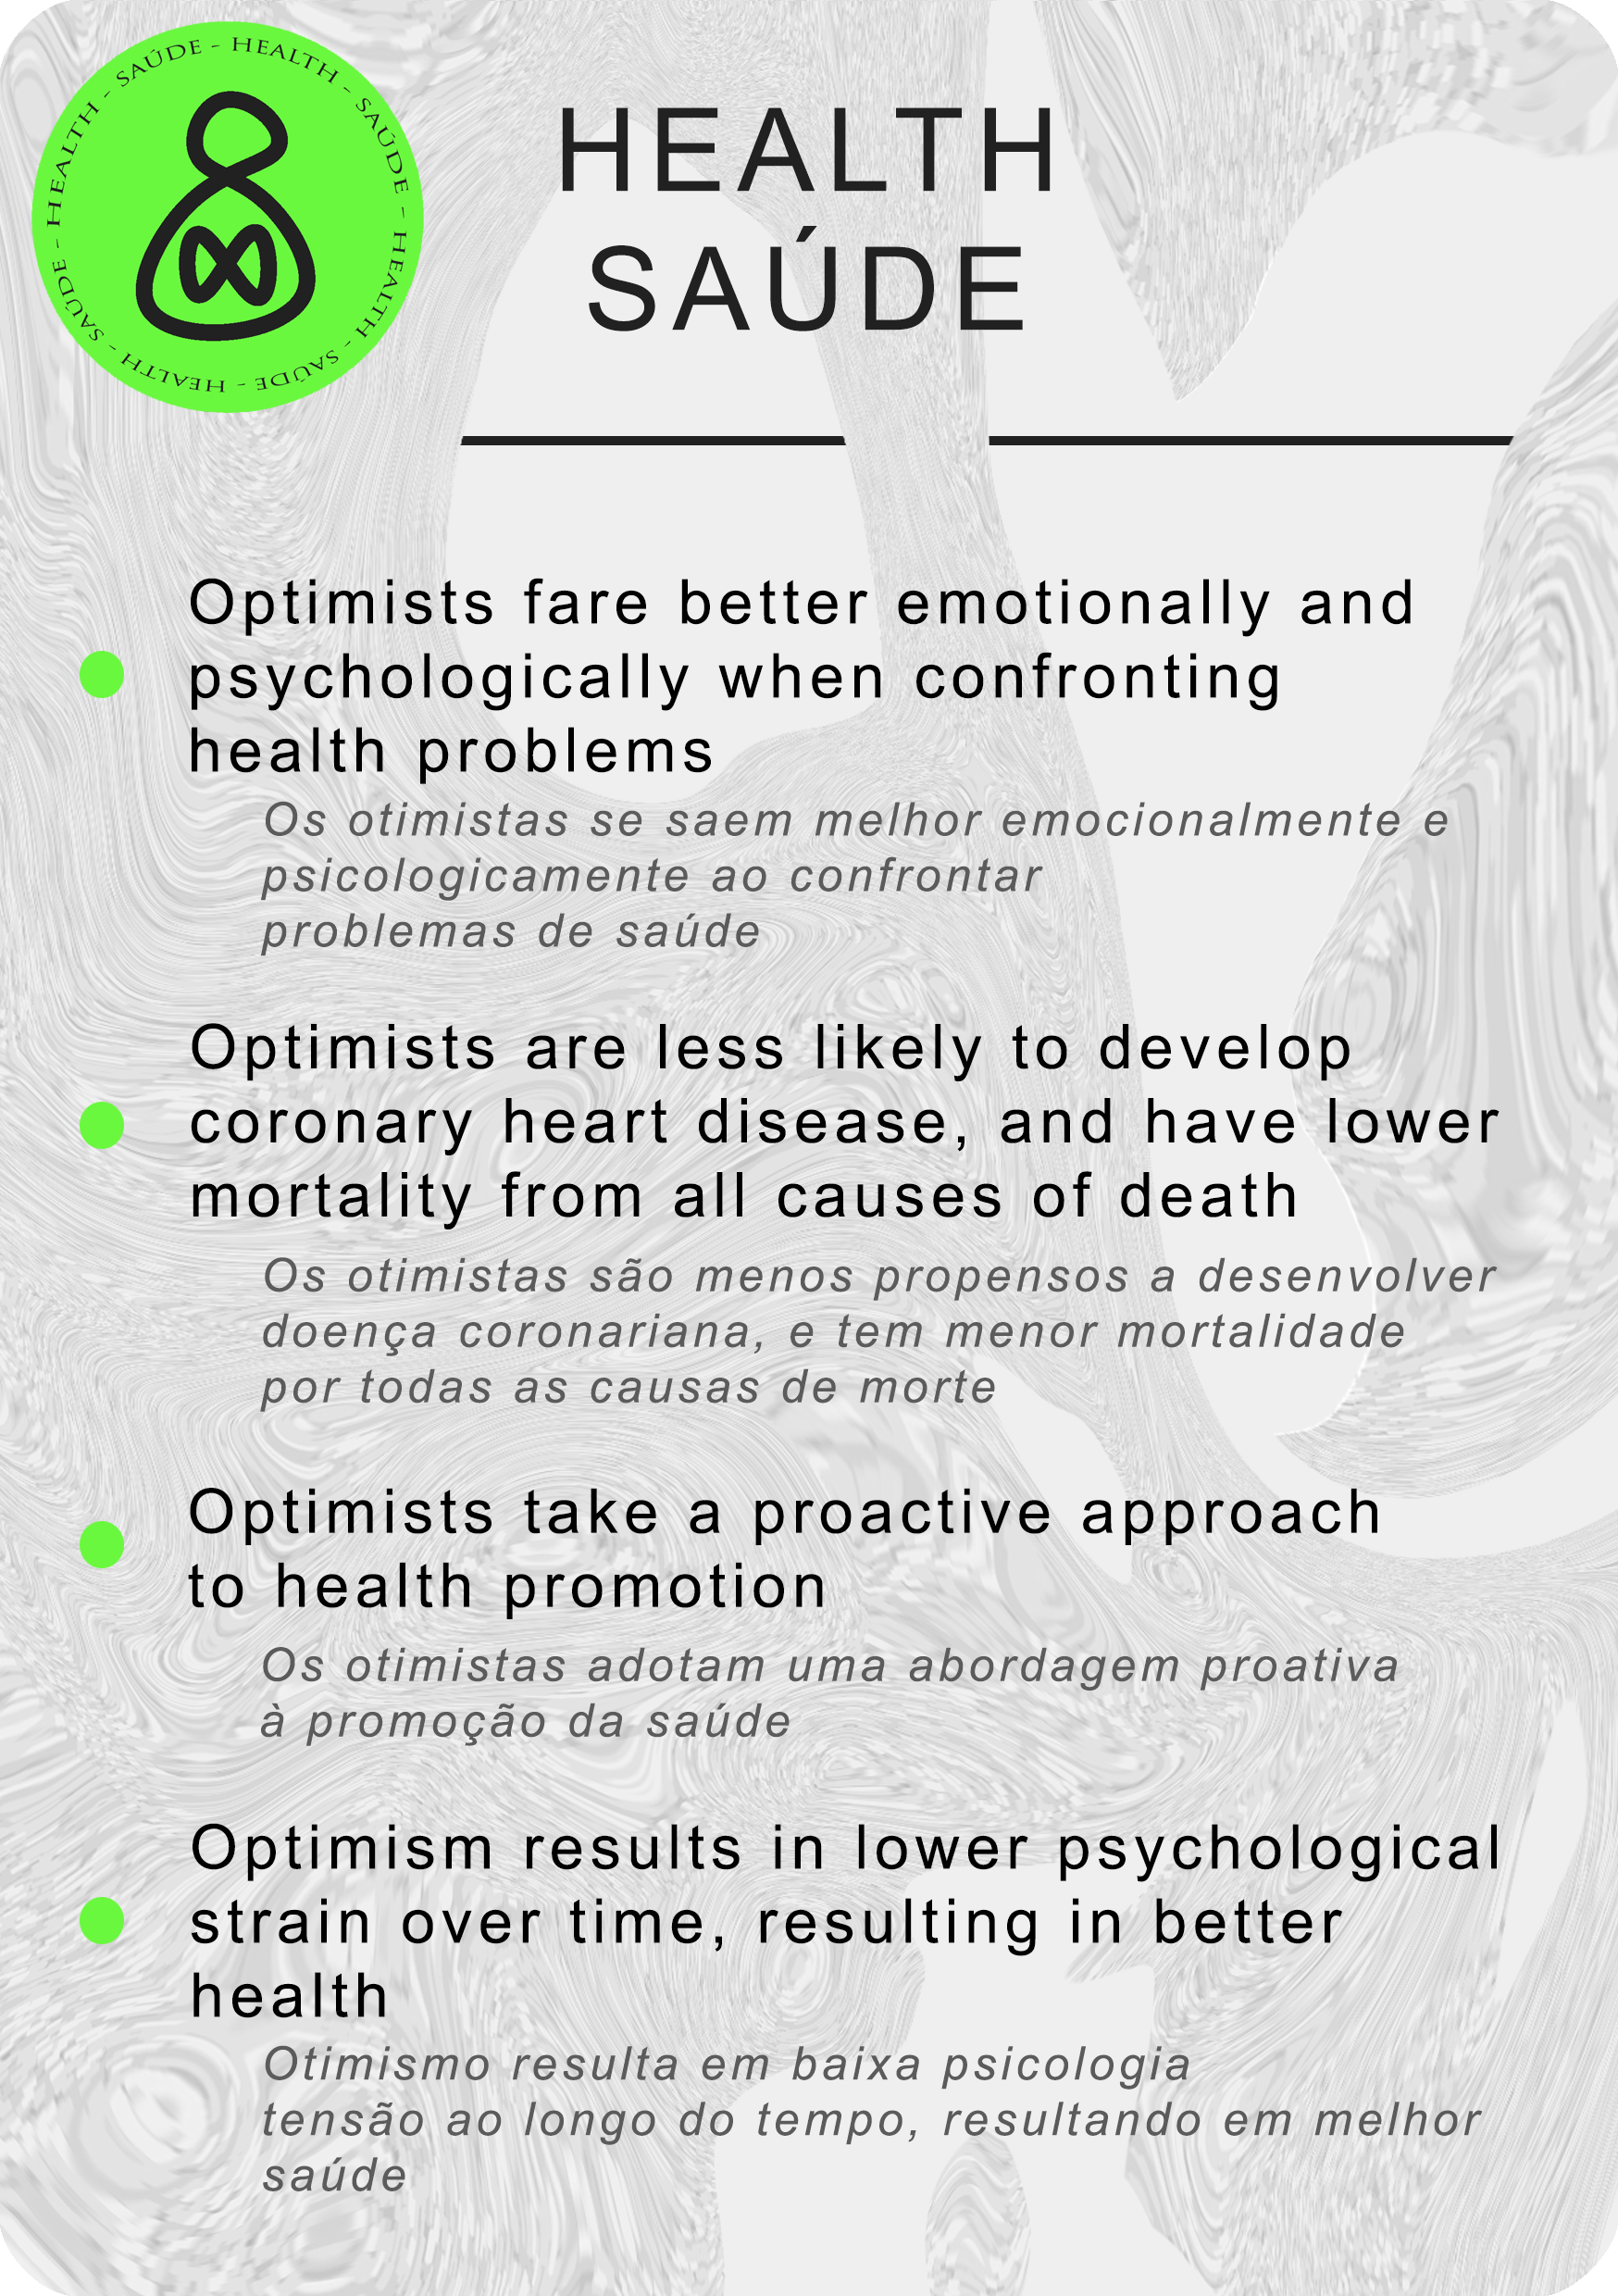 SAÚDE - HEALTH - SAÚDE - HEALTH - SAÚDE - HEALTH - SAÚDE - HEALTH -
HEALTH
SAÚDE
Optimists fare better emotionally and
psychologically when confronting
health problems
Os otimistas se saem melhor emocionalmente e
psicologicamente ao confrontar
problemas de saúde
Optimists are less likely to develop
coronary heart disease, and have lower
mortality from all causes of death
Os otimistas são menos propensos a desenvolver
doença coronariana, e tem menor mortalidade
por todas as causas de morte
Optimists take a proactive approach
to health promotion
Os otimistas adotam uma abordagem proativa
à promoção da saúde
Optimism results in lower psychological
strain over time, resulting in better
health
Otimismo resulta em baixa psicologia
tensão ao longo do tempo, resultando em melhor
saúde